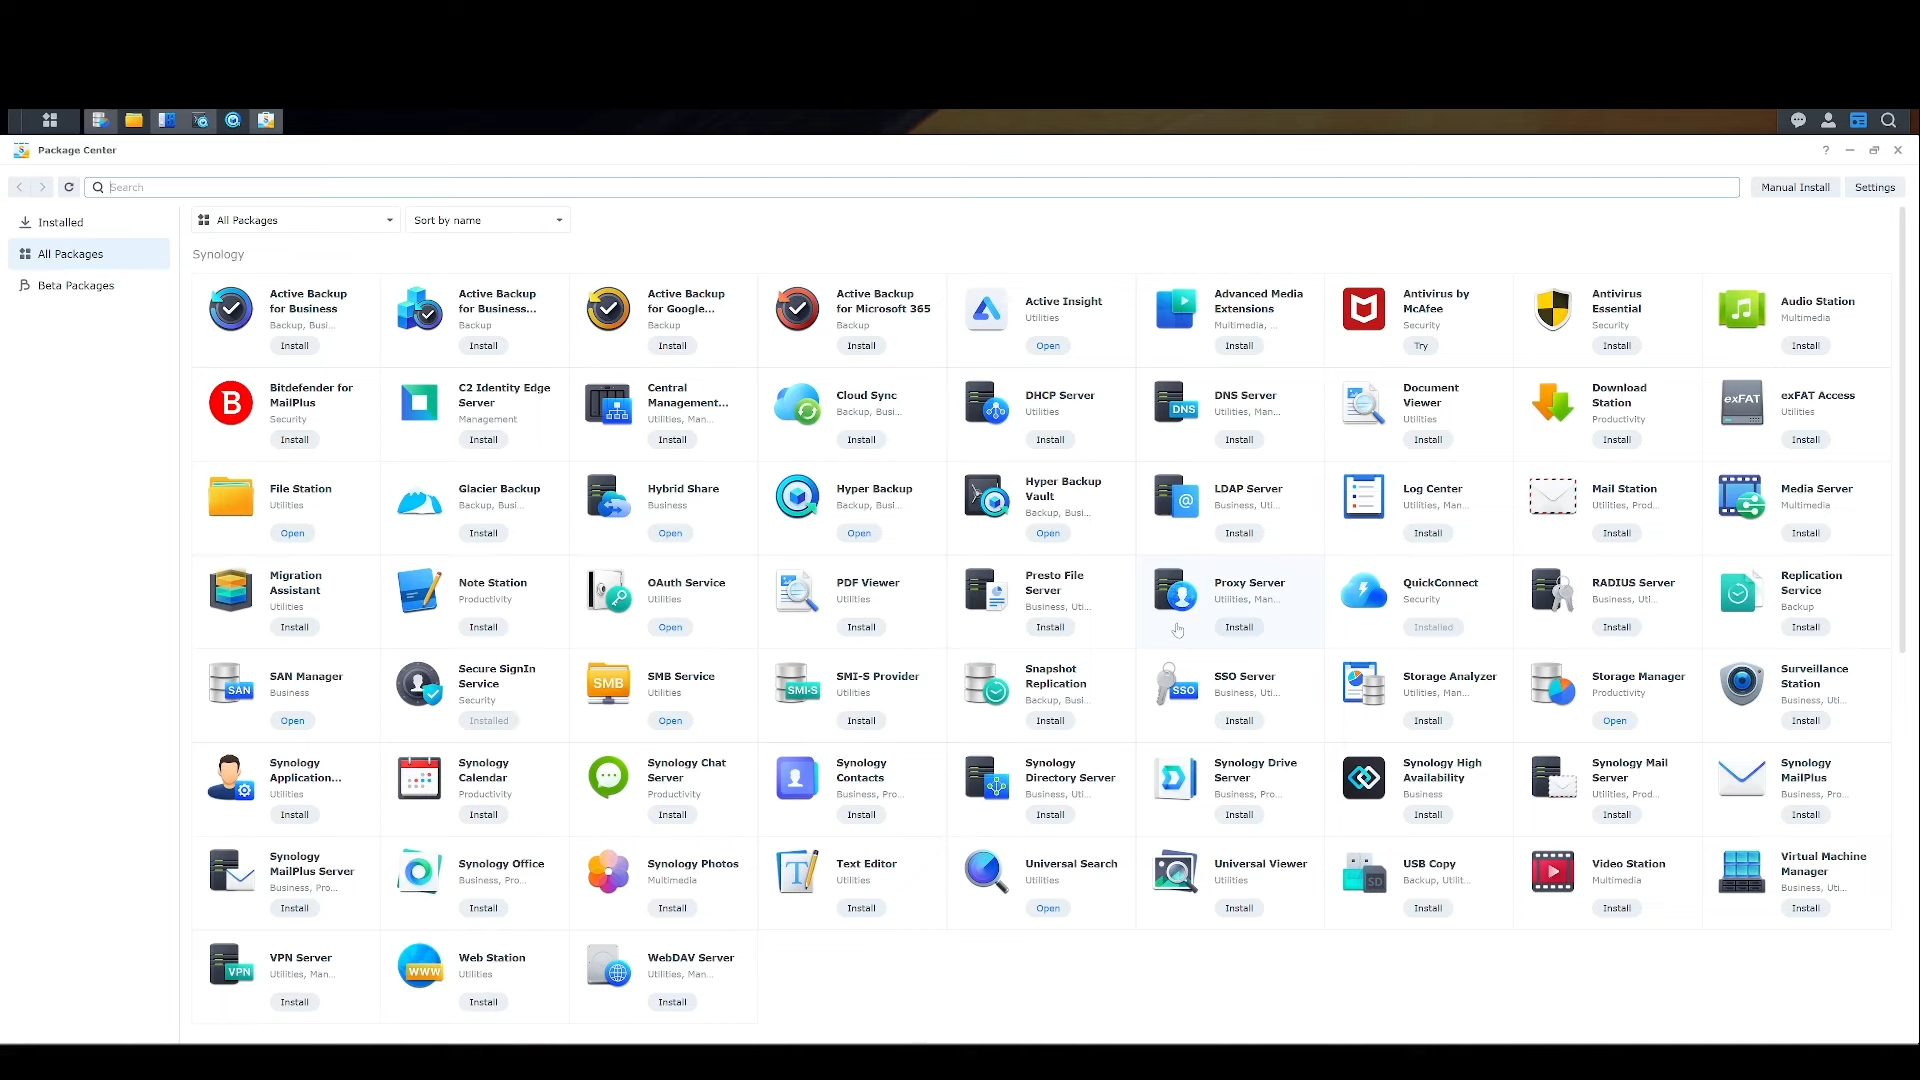 Package Center
Search
Manual Install
Settings
Installed
All Packages
Beta Packages
All Packages
Sort by name
Synology
Active Backup
for Business
Backup, Busi...
Install
Active Backup
for Business...
Backup
Install
Active Backup
for Google...
Backup
Install
Active Backup
for Microsoft 365
Backup
Install
Active Insight
Utilities
Open
Advanced Media
Extensions
Multimedia, ...
Install
Antivirus by
McAfee
Security
Try
Antivirus
Essential
Security
Install
Audio Station
Multimedia
Install
B
Bitdefender for
MailPlus
Security
Install
C2 Identity Edge
Server
Management
Install
Central
Management...
Utilities, Man...
Install
Cloud Sync
Backup, Busi...
Install
DHCP Server
Utilities
Install
DNS
DNS Server
Utilities, Man...
Install
Document
Viewer
Utilities
Install
Download
Station
Productivity
Install
exFAT
exFAT Access
Utilities
Install
File Station
Utilities
Open
Glacier Backup
Backup, Busi...
Install
Hybrid Share
Business
Open
Hyper Backup
Backup, Busi...
Open
Hyper Backup
Vault
Backup, Busi...
Open
@
LDAP Server
Business, Uti...
Install
Log Center
Utilities, Man...
Install
Mail Station
Utilities, Prod...
Install
Media Server
Multimedia
Install
Migration
Assistant
Utilities
Install
Note Station
Productivity
Install
OAuth Service
Utilities
Open
PDF Viewer
Utilities
Install
Presto File
Server
Business, Uti...
Install
Proxy Server
Utilities, Man...
Install
QuickConnect
Security
Installed
RADIUS Server
Business, Uti...
Install
Replication
Service
Backup
Install
SAN
SAN Manager
Business
Open
Secure SignIn
Service
Security
Installed
SMB
SMB Service
Utilities
Open
SMI-S
SMI-S Provider
Utilities
Install
Snapshot
Replication
Backup, Busi...
Install
SSO
SSO Server
Business, Uti...
Install
Storage Analyzer
Utilities, Man...
Install
Storage Manager
Productivity
Open
Surveillance
Station
Business, Uti...
Install
Synology
Application...
Utilities
Install
Synology
Calendar
Productivity
Install
Synology Chat
Server
Productivity
Install
Synology
Contacts
Business, Pro...
Install
Synology
Directory Server
Business, Uti...
Install
Synology Drive
Server
Business, Pro...
Install
Synology High
Availability
Business
Install
Synology Mail
Server
Utilities, Prod...
Install
Synology
MailPlus
Business, Pro...
Install
Synology
MailPlus Server
Business, Pro...
Install
Synology Office
Business, Pro...
Install
Synology Photos
Multimedia
Install
T
Text Editor
Utilities
Install
Universal Search
Utilities
Open
Universal Viewer
Utilities
Install
SD
USB Copy
Backup, Utilit...
Install
Video Station
Multimedia
Install
Virtual Machine
Manager
Business, Uti...
Install
VPN
VPN Server
Utilities, Man...
Install
WWW
Web Station
Utilities
Install
WebDAV Server
Utilities, Man...
Install